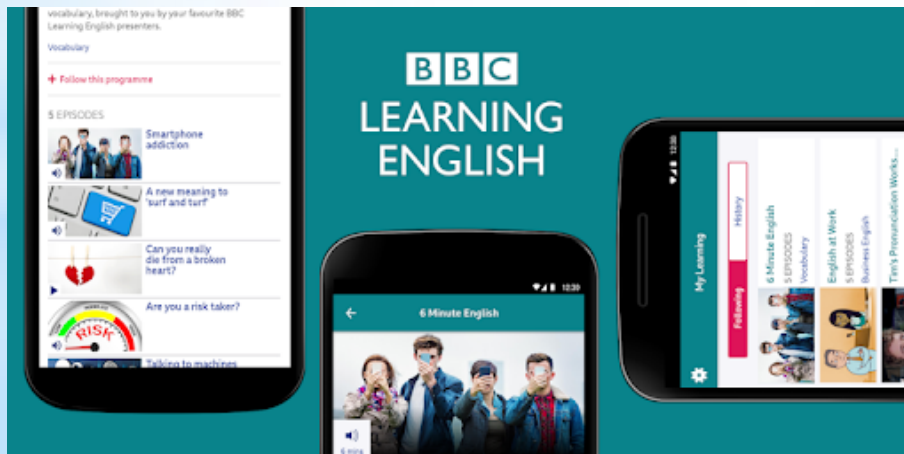 vocabulary, brought to you by your favourite BBC
Learning English presenters.
Vocabulary
+ Follow this programme
5 EPISODES
Smartphone
addiction
A new meaning to
'surf and turf'
Can you really
die from a broken
heart?
RISK
Are you a risk taker?
Talking to machines
BBC
LEARNING
ENGLISH
12:30
6 Minute English
6 mins
12:30
My Learning
Following
History
6 Minute English
5 EPISODES
Vocabulary
English at Work
5 EPISODES
Business English
Tim's Pronunciation Works...